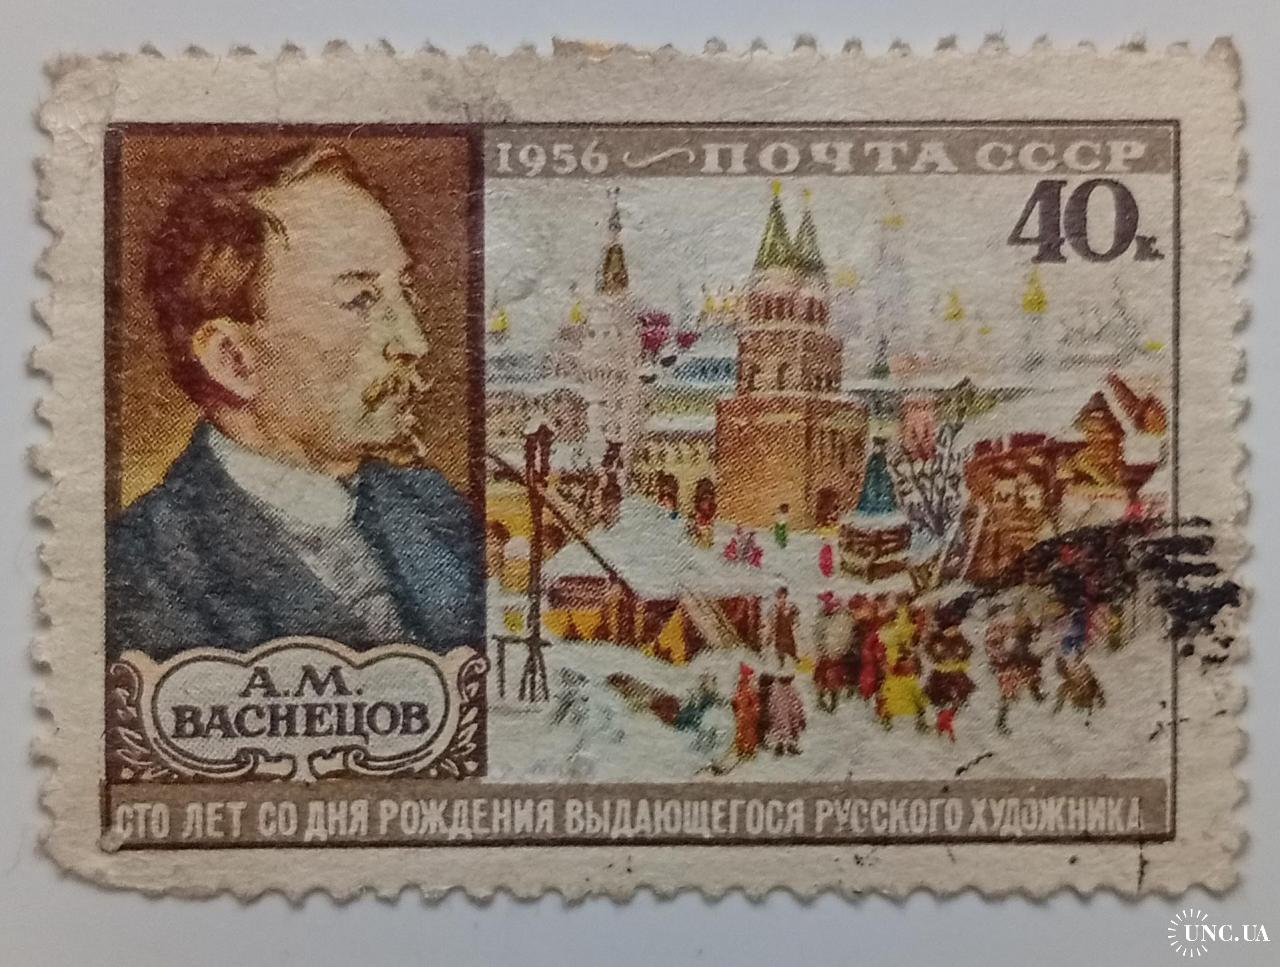 1956 ПОЧТА СССР
40к.
А.М.
ВАСНЕЦОВ
СТО ЛЕТ СО ДНЯ РОЖДЕНИЯ ВЫДАЮЩЕГОСЯ РУССКОГО ХУДОЖНИКА
UNC.UA